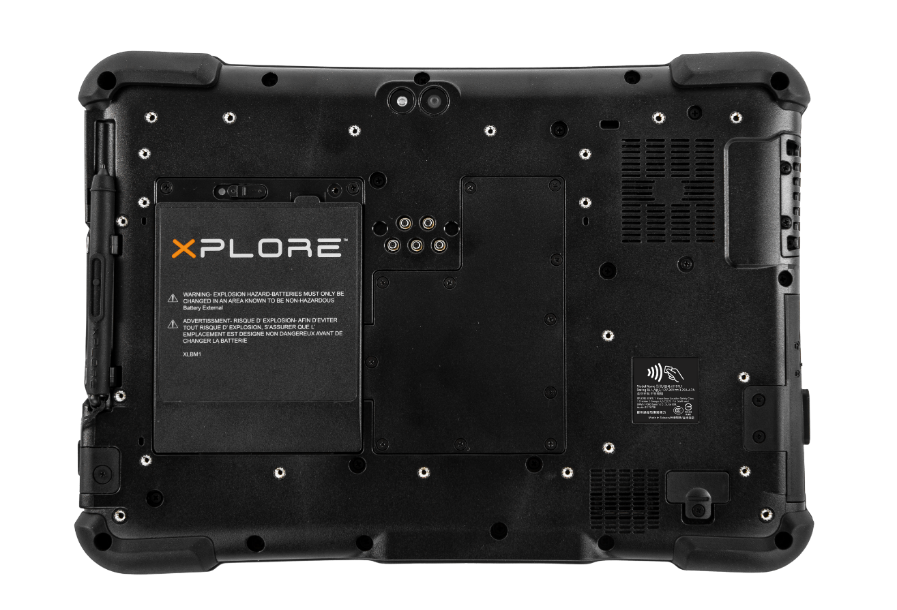 XPLORE™
WARNING- EXPLOSION HAZARD-BATTERIES MUST ONLY BE
CHANGED IN AN AREA KNOWN TO BE NON-HAZARDOUS
Battery External
ADVERTISSMENT- RISQUE D' EXPLOSION- AFIN D'EVITER
TOUT RISQUE D' EXPLOSION, S'ASSURER QUE L'
EMPLACEMENT EST DESIGNE NON DANGEREUX AVANT DE
CHANGER LA BATTERIE
XLBM1